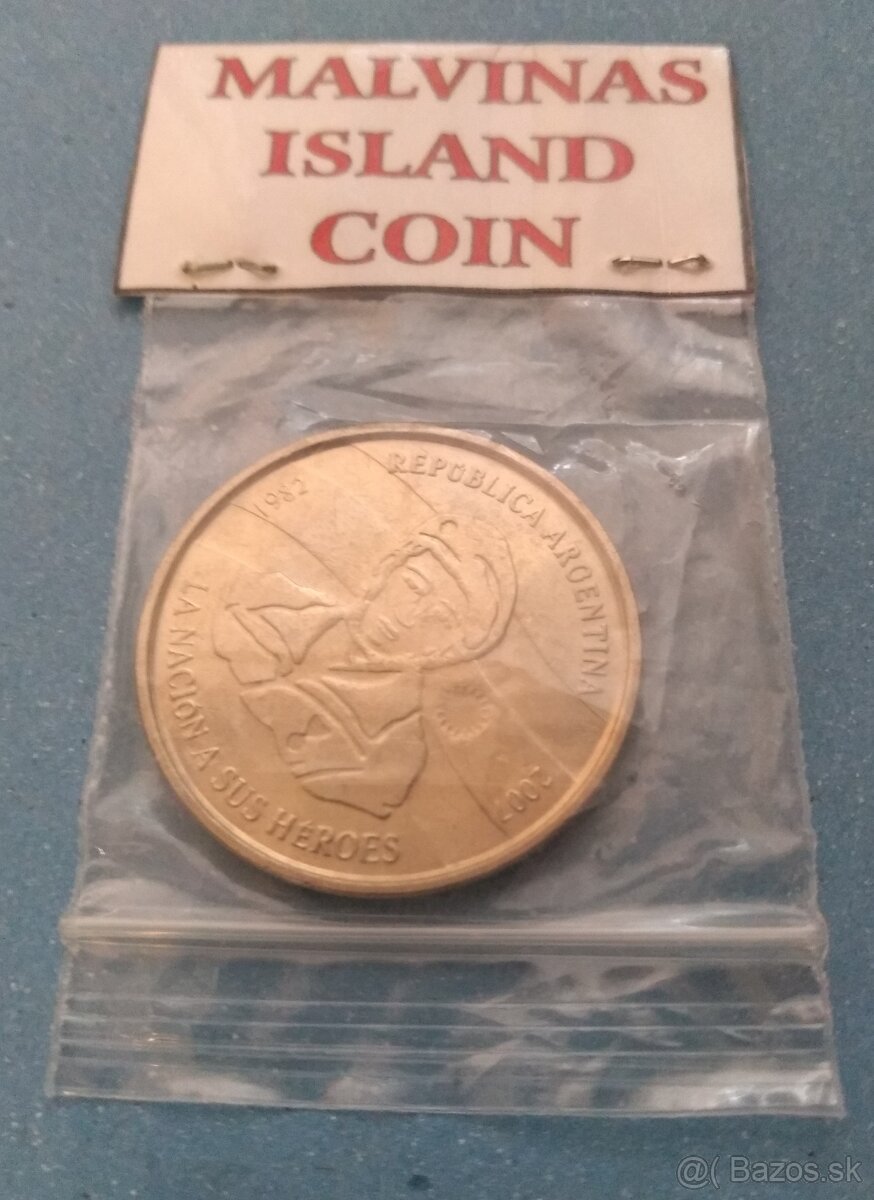 MALVINAS
ISLAND
COIN
1982
REPÚBLICA ARGENTINA
LA NACIÓN A SUS HÉROES
2007
@( Bazos.sk